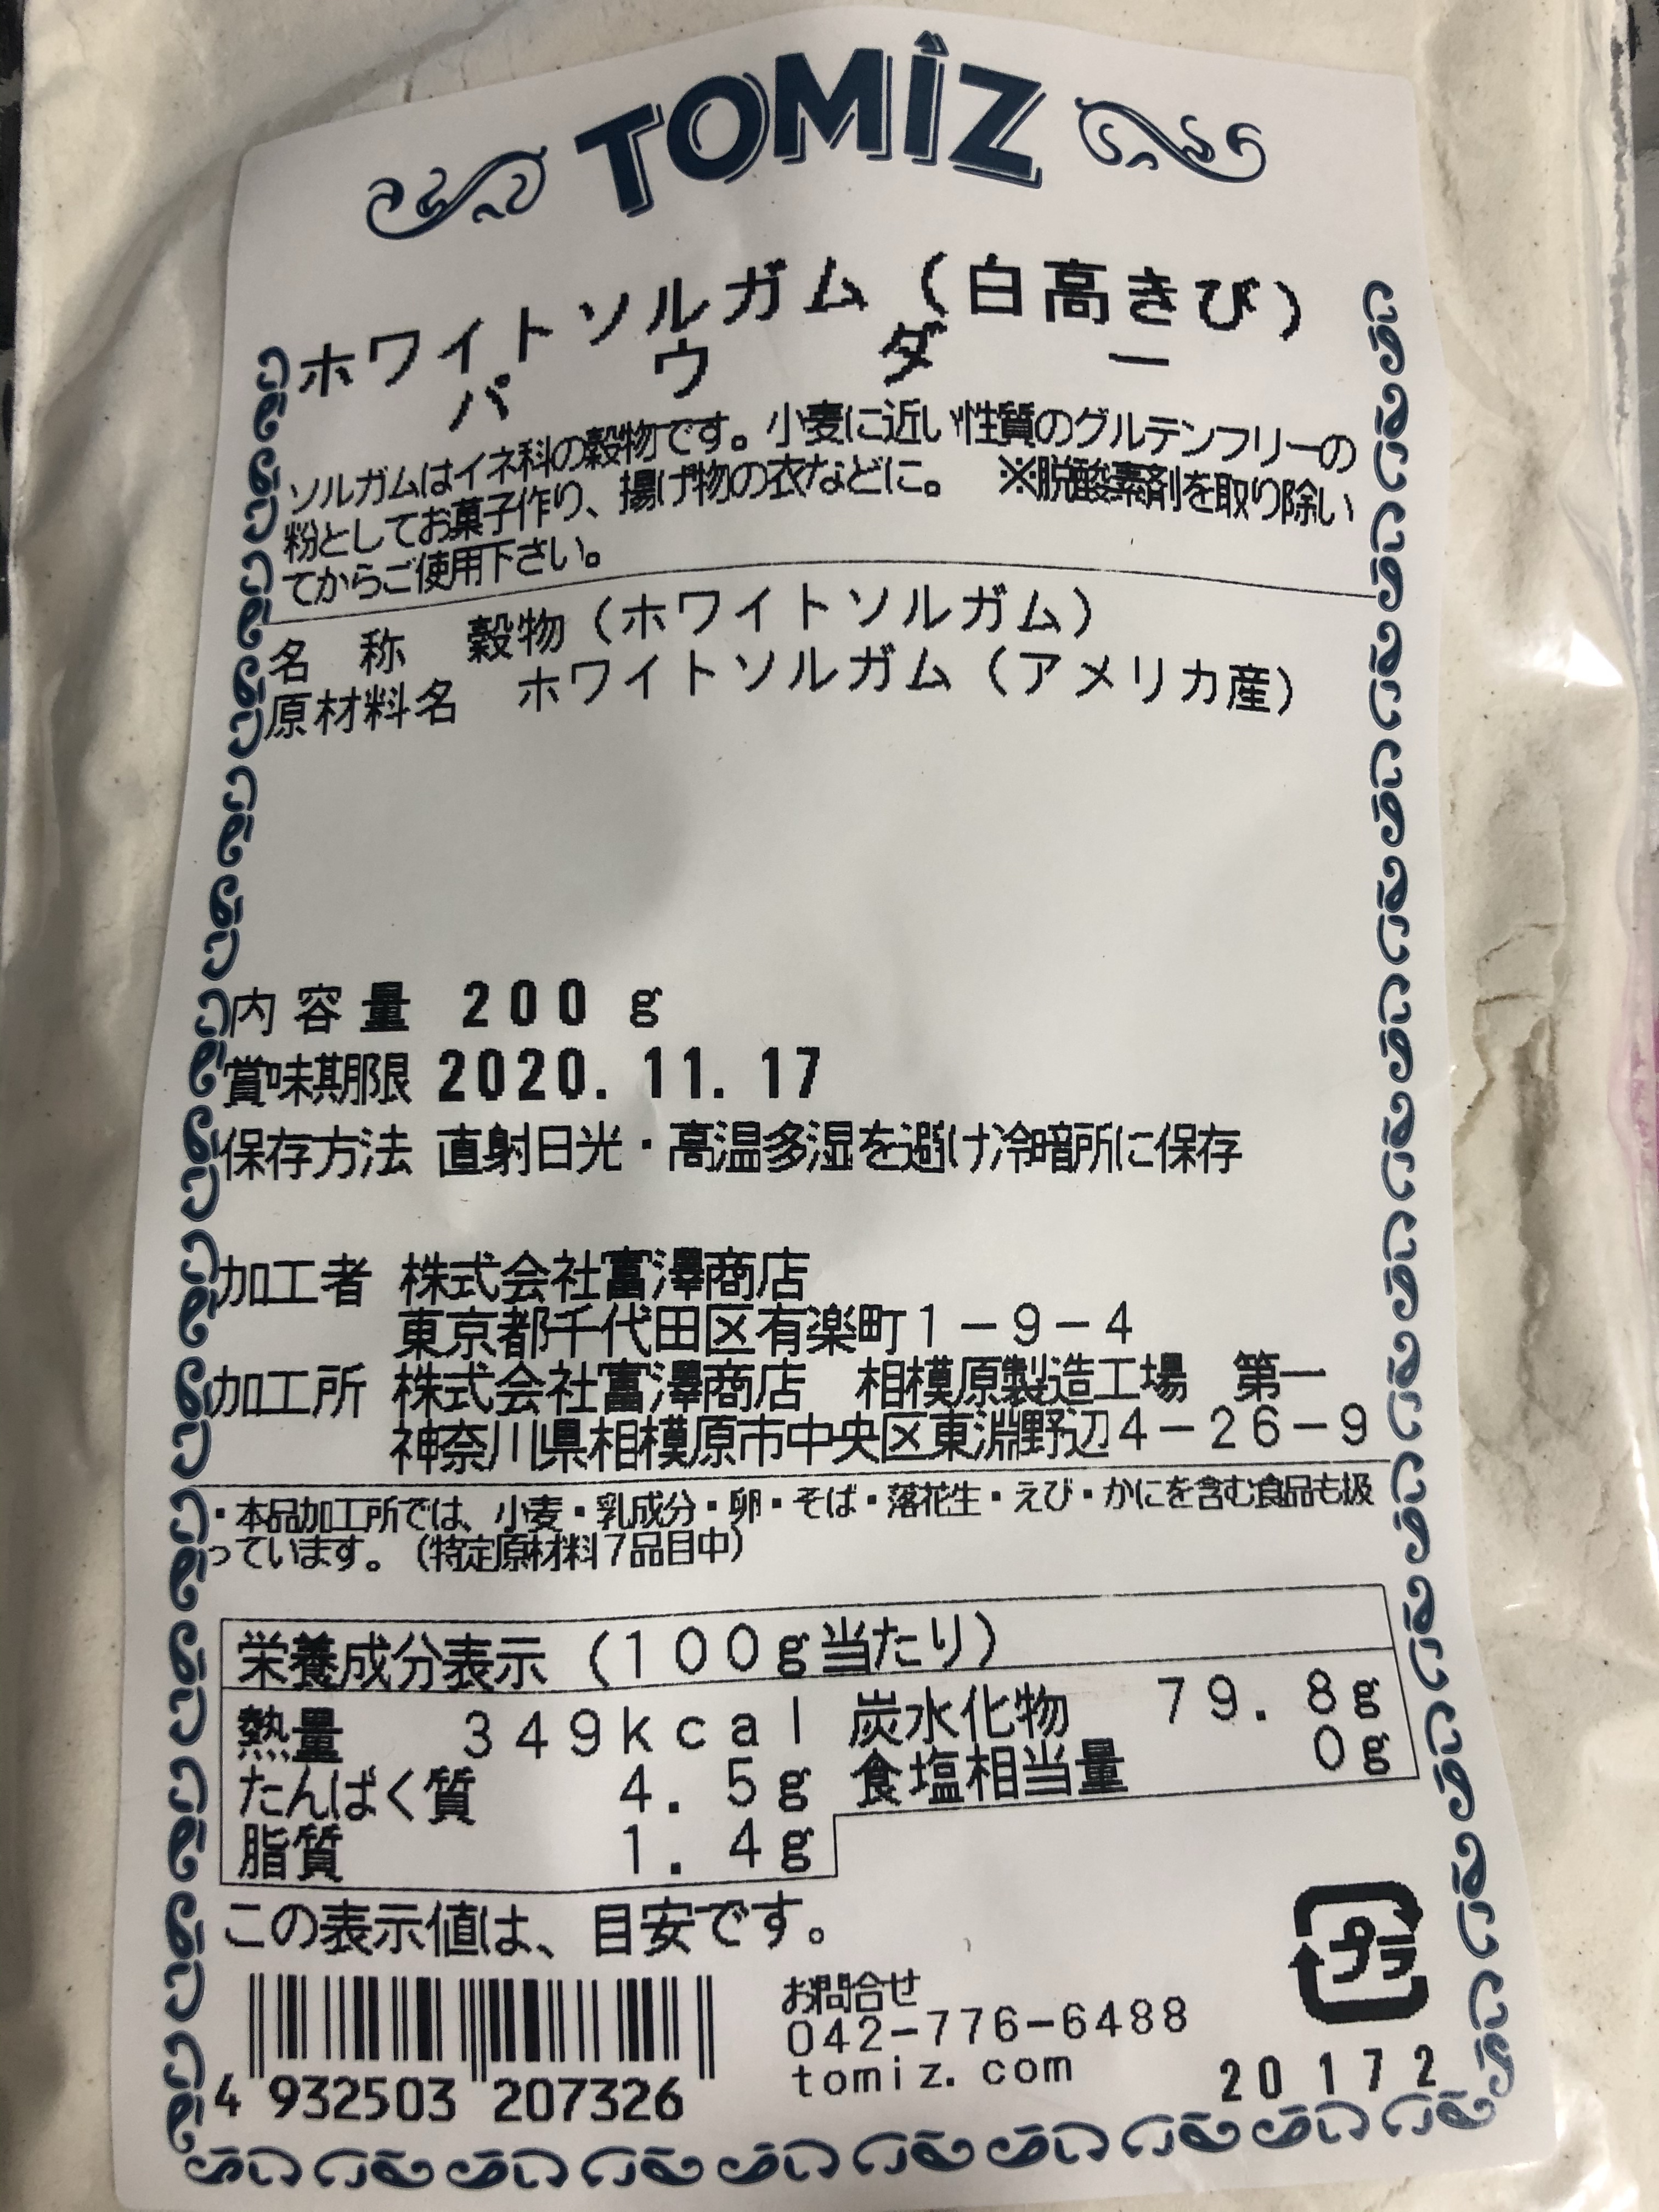 TOMIZ
ホワイトソルガム(白高きび)
パウダー
ソルガムはイネ科の穀物です。小麦に近い性質のグルテンフリーの
粉としてお菓子作り、揚げ物の衣などに。　※脱酸素剤を取り除い
てからご使用下さい。
名称　穀物(ホワイトソルガム)
原材料名　ホワイトソルガム(アメリカ産)
内容量 200 g
賞味期限 2020.11.17
保存方法 直射日光・高温多湿を避け冷暗所に保存
加工者 株式会社富澤商店
東京都千代田区有楽町1-9-4
加工所 株式会社富澤商店　相模原製造工場　第一
神奈川県相模原市中央区東淵野辺4-26-9
・本品加工所では、小麦・乳成分・卵・そば・落花生・えび・かにを含む食品も扱
っています。(特定原材料7品目中)
栄養成分表示(100g当たり)
熱量 349kcal 炭水化物 79.8g
たんぱく質 4.5g 食塩相当量 0g
脂質 1.4g
この表示値は、目安です。
プラ
お問合せ
042-776-6488
tomiz.com
20172
4 932503 207326